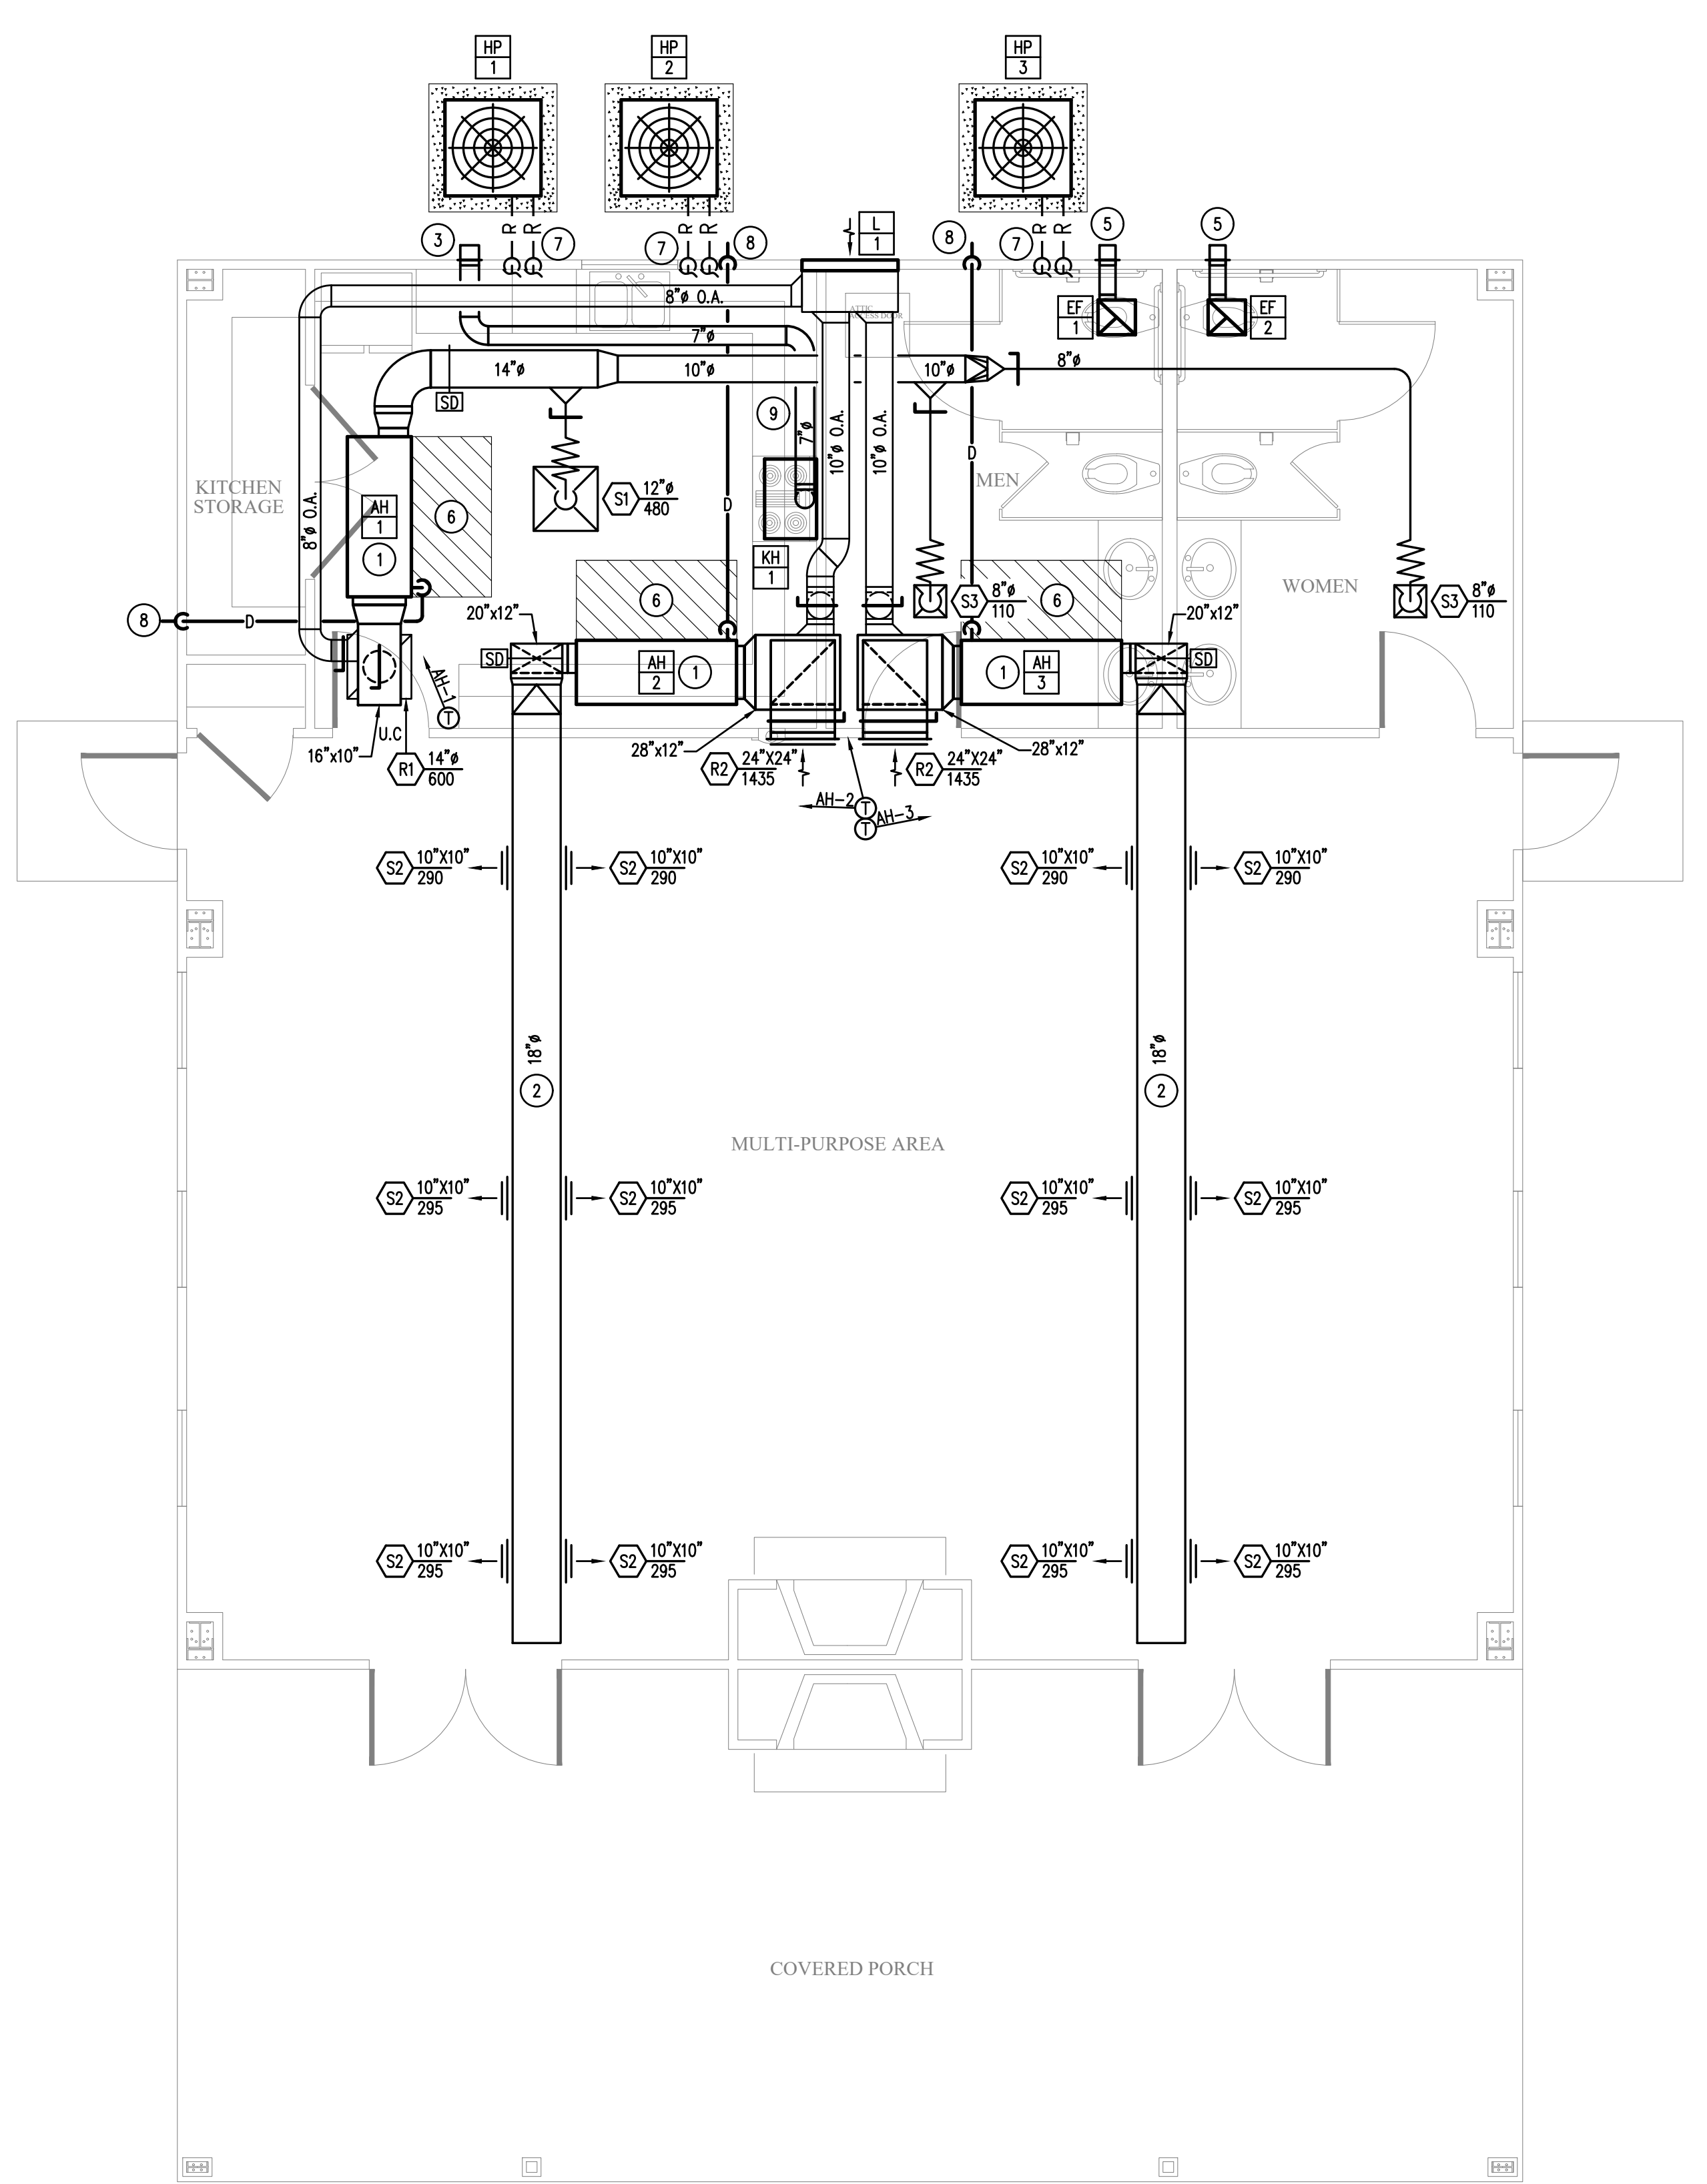 HP
1
HP
2
HP
3
3
R R
7
7
R R
8
L
1
8
7
R R
5
5
8"ø O.A.
ATTIC
ACCESS DOOR
EF
1
EF
2
7"ø
14"ø
10"ø
10"ø
8"ø
SD
9
7"ø
10"ø O.A.
10"ø O.A.
D
D
MEN
KITCHEN
STORAGE
8"ø O.A.
AH
1
1
6
S1 12"ø
480
KH
1
WOMEN
6
S3 8"ø
110
6
S3 8"ø
110
8
D
20"x12"
20"x12"
SD
AH
2
1
1
AH
3
SD
AH-1
T
16"x10"
U.C
R1 14"ø
600
28"x12"
R2 24"X24"
1435
R2 24"X24"
1435
28"x12"
AH-2
T
T
AH-3
S2 10"X10"
290
S2 10"X10"
290
S2 10"X10"
290
S2 10"X10"
290
18"ø
2
18"ø
2
MULTI-PURPOSE AREA
S2 10"X10"
295
S2 10"X10"
295
S2 10"X10"
295
S2 10"X10"
295
S2 10"X10"
295
S2 10"X10"
295
S2 10"X10"
295
S2 10"X10"
295
COVERED PORCH